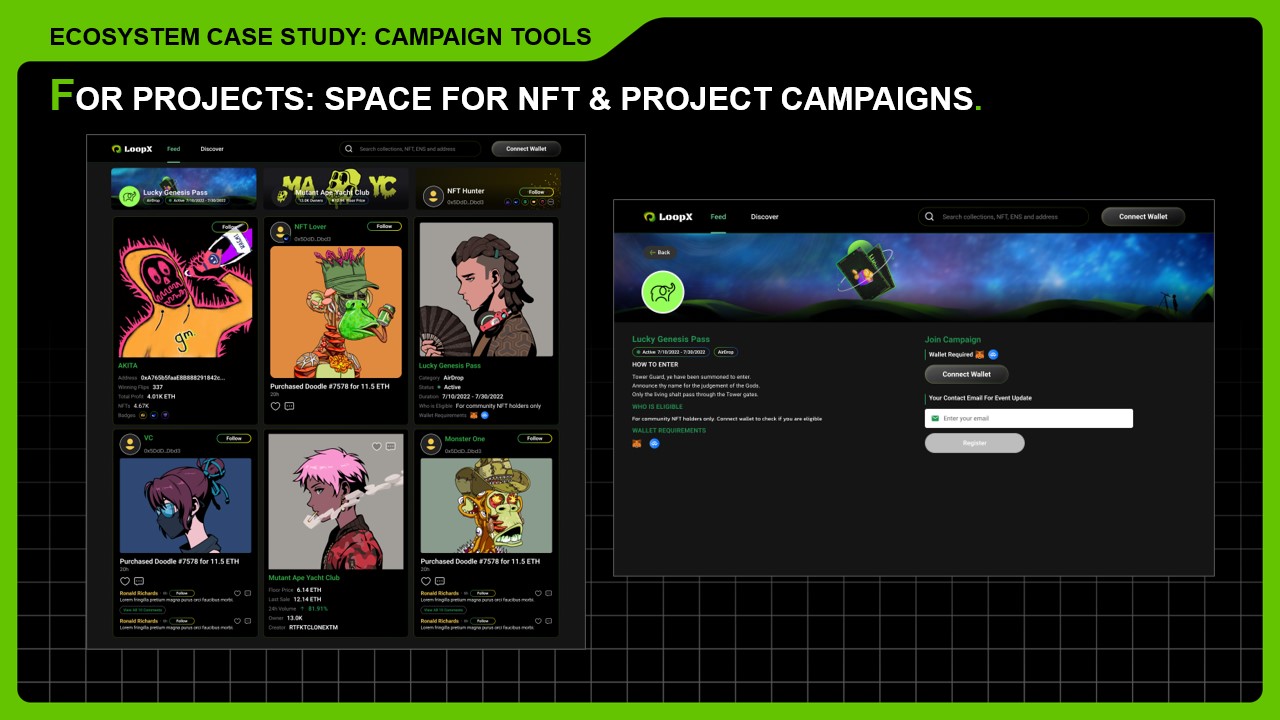 ECOSYSTEM CASE STUDY: CAMPAIGN TOOLS
FOR PROJECTS: SPACE FOR NFT & PROJECT CAMPAIGNS.
LoopX
Feed
Discover
Search collections, NFT, ENS and address
Connect Wallet
Lucky Genesis Pass
AirDrop
Active 7/10/2022 - 7/30/2022
Mutant Ape Yacht Club
13.0K Owners
NFT Hunter
0x5DdD..Dbd3
Follow
Follow
gm.
AKITA
Address 0xA765b5faaE8B888291842c...
Winning Flips 337
Total Profit 4.01K ETH
NFTs 4.67K
Badges
NFT Lover
0x5DdD..Dbd3
Follow
Purchased Doodle #7578 for 11.5 ETH
20h
Lucky Genesis Pass
Category AirDrop
Status Active
Duration 7/10/2022 - 7/30/2022
Who is Eligible For community NFT holders only
Wallet Requirements
VC
0x5DdD..Dbd3
Follow
Purchased Doodle #7578 for 11.5 ETH
20h
Ronald Richards
Follow
Lorem fringilla pretium magna purus orci faucibus morbi.
View All 10 Comments
Ronald Richards
Follow
Lorem fringilla pretium magna purus orci faucibus morbi.
Mutant Ape Yacht Club
Floor Price 6.14 ETH
Last Sale 12.14 ETH
24h Volume ↑ 81.91%
Owner 13.0K
Creator RTFKTCLONEXTM
Monster One
0x5DdD..Dbd3
Follow
Purchased Doodle #7578 for 11.5 ETH
20h
Ronald Richards
Follow
Lorem fringilla pretium magna purus orci faucibus morbi.
View All 10 Comments
Ronald Richards
Follow
Lorem fringilla pretium magna purus orci faucibus morbi.
LoopX
Feed
Discover
Search collections, NFT, ENS and address
Connect Wallet
← Back
Lucky Genesis Pass
Active 7/10/2022 - 7/30/2022
AirDrop
HOW TO ENTER
Tower Guard, ye have been summoned to enter.
Announce thy name for the judgement of the Gods.
Only the living shalt pass through the Tower gates.
WHO IS ELIGIBLE
For community NFT holders only. Connect wallet to check if you are eligible
WALLET REQUIREMENTS
Join Campaign
Wallet Required
Connect Wallet
Your Contact Email For Event Update
Enter your email
Register